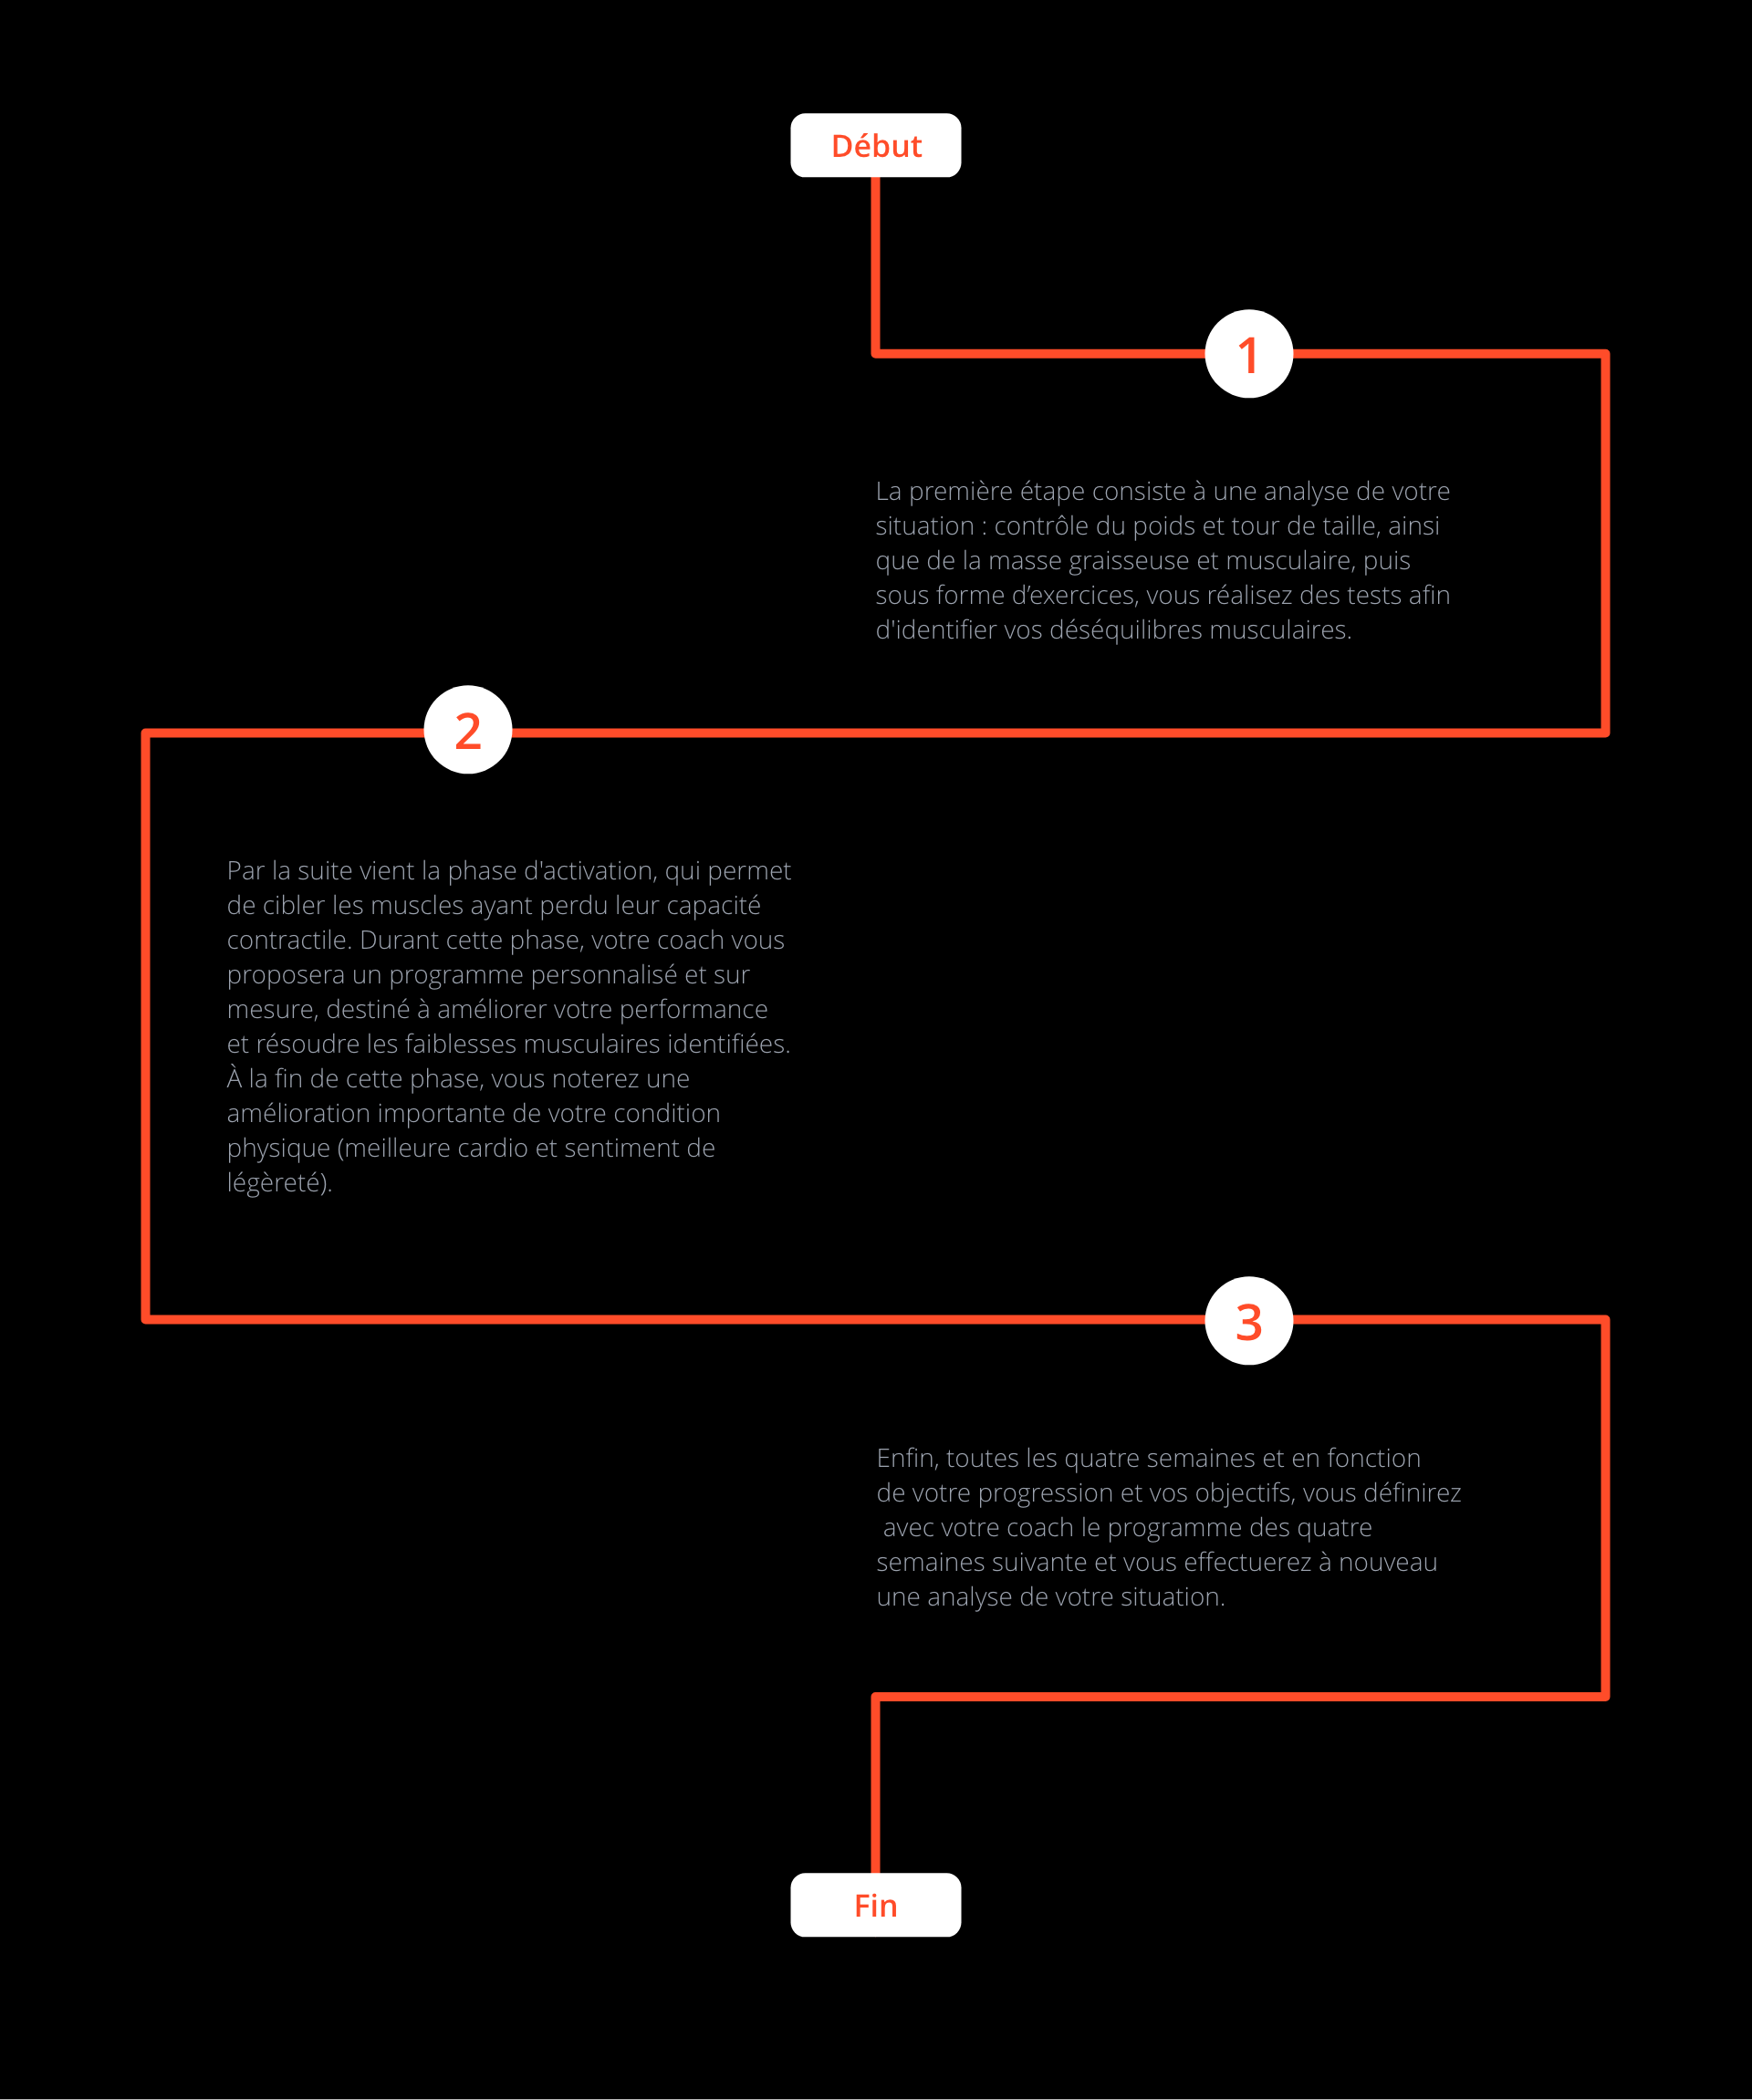 Début
1
La première étape consiste à une analyse de votre
situation : contrôle du poids et tour de taille, ainsi
que de la masse graisseuse et musculaire, puis
sous forme d’exercices, vous réalisez des tests afin
d'identifier vos déséquilibres musculaires.
2
Par la suite vient la phase d'activation, qui permet
de cibler les muscles ayant perdu leur capacité
contractile. Durant cette phase, votre coach vous
proposera un programme personnalisé et sur
mesure, destiné à améliorer votre performance
et résoudre les faiblesses musculaires identifiées.
À la fin de cette phase, vous noterez une
amélioration importante de votre condition
physique (meilleure cardio et sentiment de
légèreté).
3
Enfin, toutes les quatre semaines et en fonction
de votre progression et vos objectifs, vous définirez
avec votre coach le programme des quatre
semaines suivante et vous effectuerez à nouveau
une analyse de votre situation.
Fin